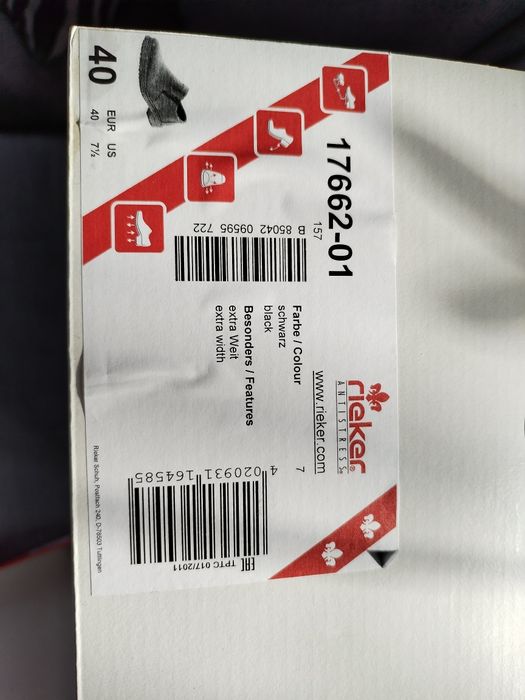 40
EUR US
40 7½
17662-01
157
85042 09595 722
Farbe / Colour
schwarz
black
7
Besonders / Features
extra Weit
extra width
rieker®
ANTISTRESS
www.rieker.com
4 020931 164585
EAC
TPTC 017/2011
Rieker Schuh, Postfach 240, D-78503 Tuttlingen